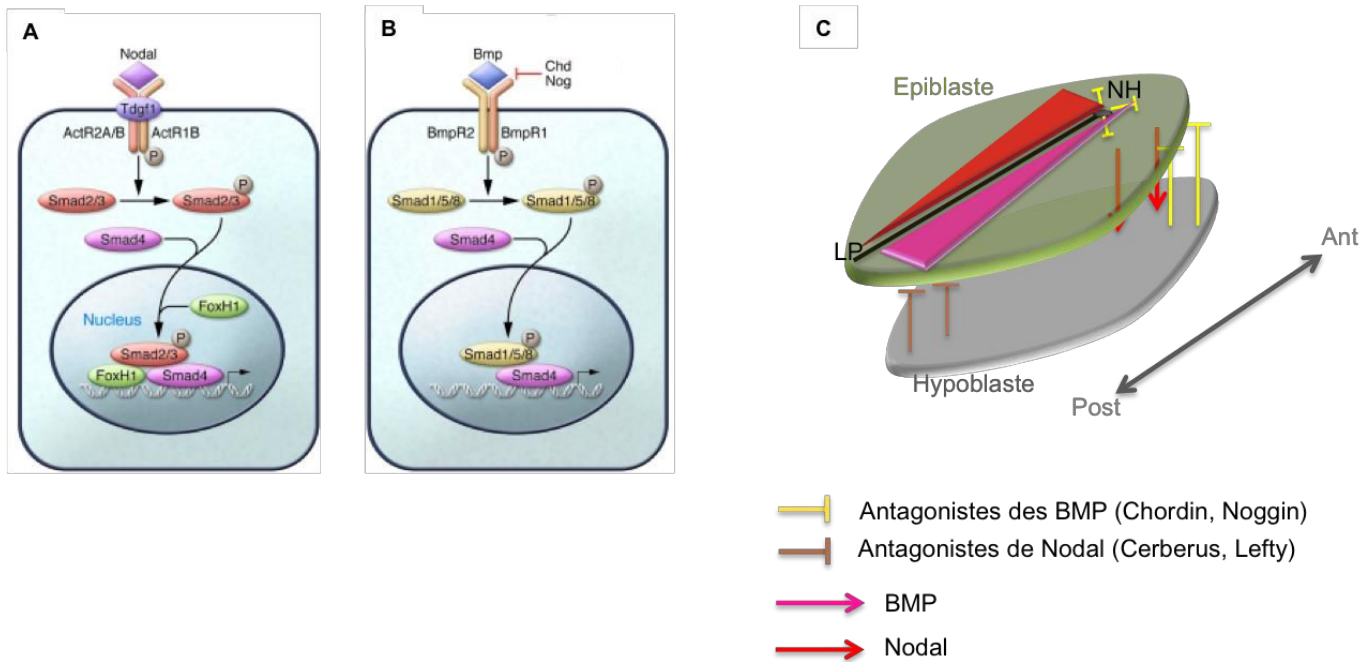 A
Nodal
Tdgf1
ActR2A/B
ActR1B
P
Smad2/3
Smad2/3
P
Smad4
FoxH1
Nucleus
P
Smad2/3
FoxH1
Smad4
B
Bmp
Chd
Nog
BmpR2
BmpR1
P
Smad1/5/8
Smad1/5/8
P
Smad4
P
Smad1/5/8
Smad4
C
Epiblaste
NH
LP
Ant
Hypoblaste
Post
Antagonistes des BMP (Chordin, Noggin)
Antagonistes de Nodal (Cerberus, Lefty)
BMP
Nodal